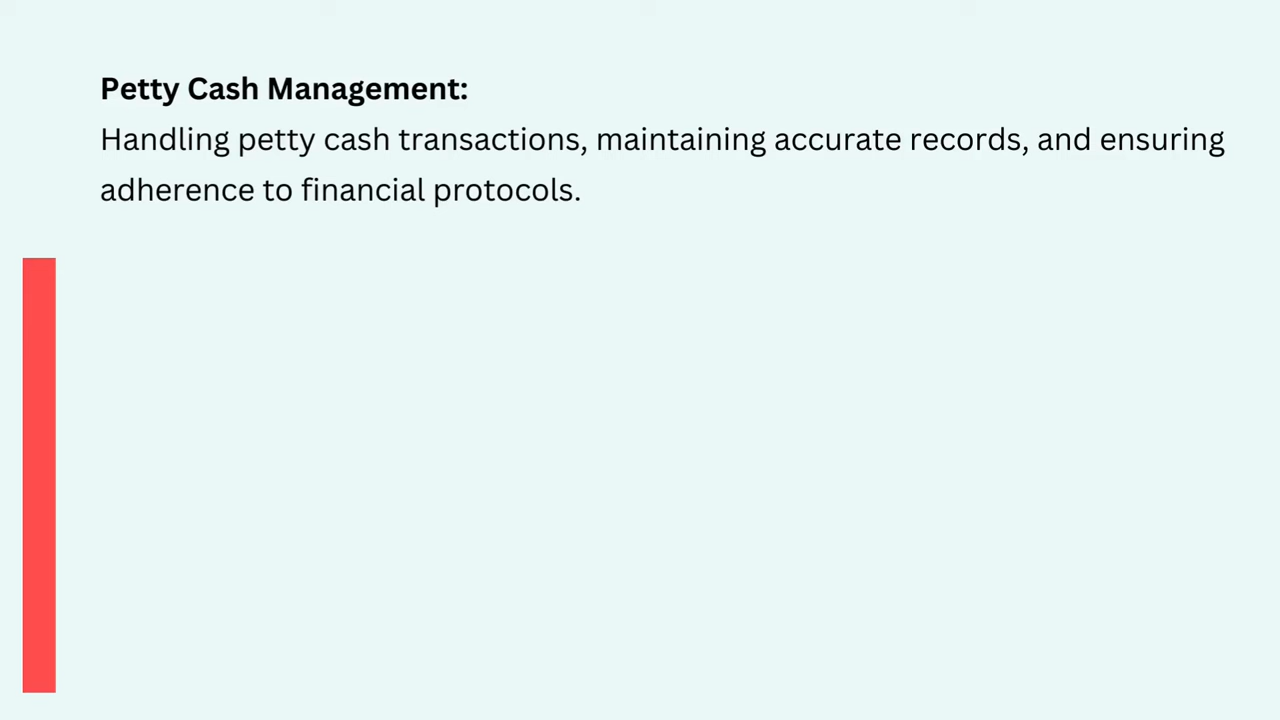 Petty Cash Management:
Handling petty cash transactions, maintaining accurate records, and ensuring
adherence to financial protocols.